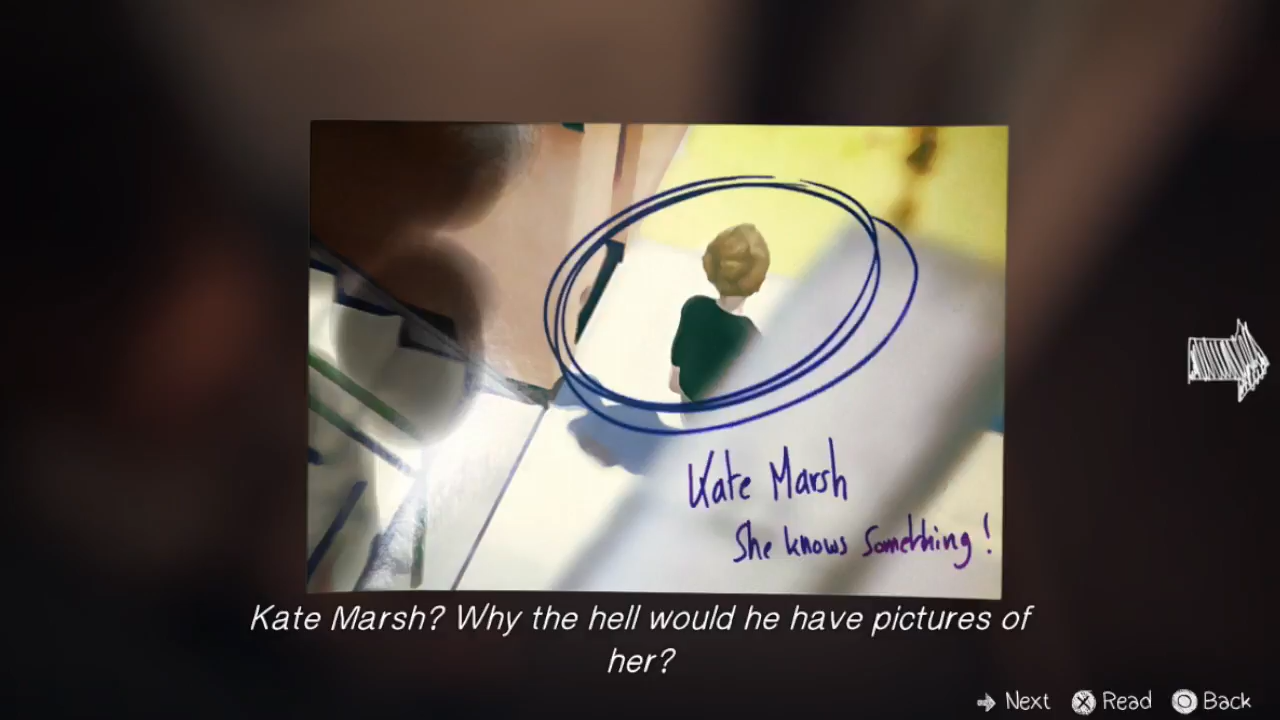 Kate Marsh
She knows something!
Kate Marsh? Why the hell would he have pictures of
her?
Next Read Back